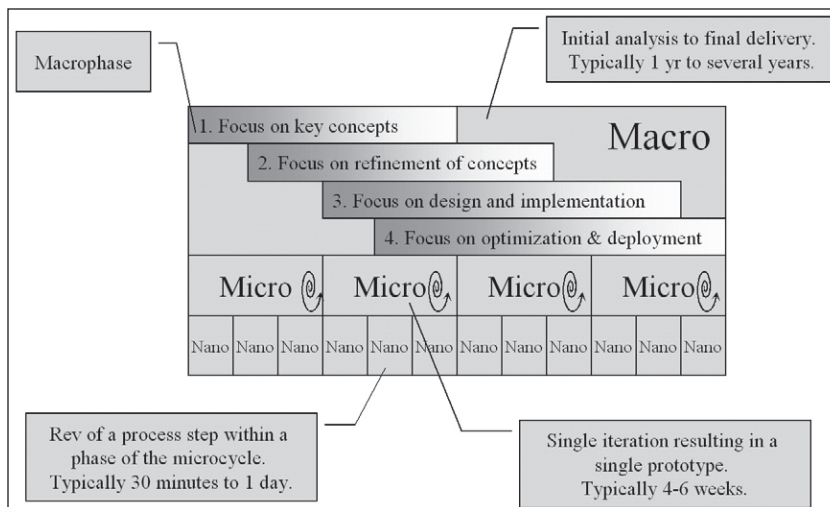 Macrophase
Initial analysis to final delivery.
Typically 1 yr to several years.
1. Focus on key concepts
Macro
2. Focus on refinement of concepts
3. Focus on design and implementation
4. Focus on optimization & deployment
Micro Micro Micro Micro
Nano Nano Nano Nano Nano Nano Nano Nano Nano Nano Nano Nano
Rev of a process step within a
phase of the microcycle.
Typically 30 minutes to 1 day.
Single iteration resulting in a
single prototype.
Typically 4-6 weeks.